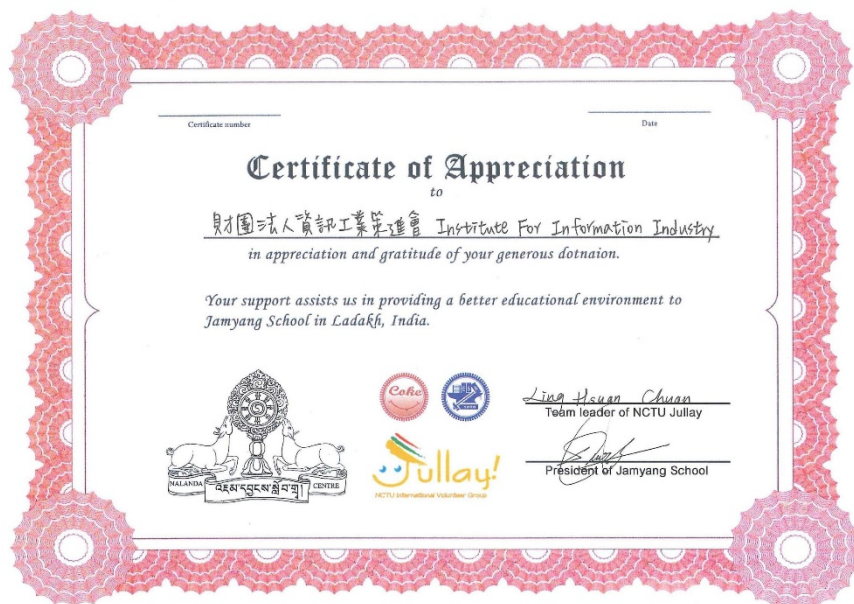 Certificate number
Date
Certificate of Appreciation
to
財團法人資訊工業策進會 Institute For Information Industry
in appreciation and gratitude of your generous dotnaion.
Your support assists us in providing a better educational environment to
Jamyang School in Ladakh, India.
Coke
Ling Hsuan Chuan
Team leader of NCTU Jullay
Jullay!
NCTU International Volunteer Group
President of Jamyang School
NALANDA
འཇམ་དབྱངས་སློབ་གྲྭ།
CENTRE